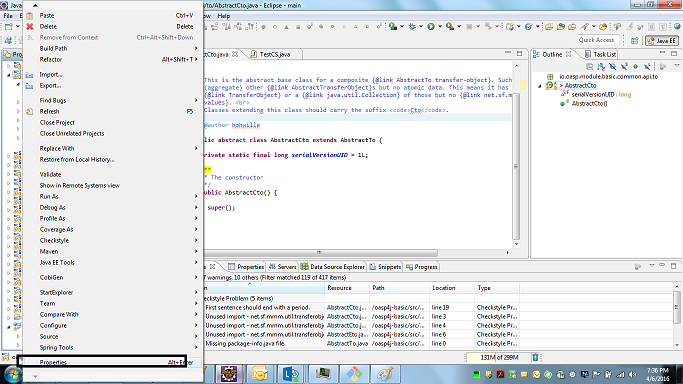 Java
/to/AbstractCto.java - Eclipse - main
Window Help
Quick Access
Java EE
Paste Ctrl+V
Delete Delete
Remove from Context Ctrl+Alt+Shift+Down
Build Path
Refactor Alt+Shift+T
Import...
Export...
Find Bugs
Refresh F5
Close Project
Close Unrelated Projects
Replace With
Restore from Local History...
Validate
Show in Remote Systems view
Run As
Debug As
Profile As
Coverage As
Checkstyle
Maven
Java EE Tools
CobiGen
StartExplorer
Team
Compare With
Configure
Source
Spring Tools
Properties Alt+Enter
Cto.java
TestCS.java
This is the abstract base class for a composite {@link AbstractTo transfer-object}. Such
(aggregate) other {@link AbstractTransferObject} but no atomic data. This means it has
{@link TransferObject} or a {@link java.util.Collection} of those but no {@link net.sf.m
values}. <br>
Classes extending this class should carry the suffix <code>Cto</code>.
@author hohwille
blic abstract class AbstractCto extends AbstractTo {
private static final long serialVersionUID = 1L;
**
* The constructor
*/
public AbstractCto() {
super();
Outline
Task List
io.oasp.module.basic.common.api.to
AbstractCto
serialVersionUID : long
AbstractCto()
Properties
Servers
Data Source Explorer
Snippets
Progress
7 warnings, 10 others (Filter matched 119 of 417 items)
Resource Path Location Type
eckstyle Problem (5 items)
First sentence should end with a period. AbstractCto.j... /oasp4j-basic/src/... line 19 Checkstyle Pr...
Unused import - net.sf.mmm.util.transferobj AbstractCto.j... /oasp4j-basic/src/... line 3 Checkstyle Pr...
Unused import - net.sf.mmm.util.transferobj AbstractCto.j... /oasp4j-basic/src/... line 4 Checkstyle Pr...
Unused import - net.sf.mmm.util.transferobj AbstractEto.j... /oasp4j-basic/src/... line 6 Checkstyle Pr...
Missing package-info.java file. AbstractTo.java /oasp4j-basic/src/... line 0 Checkstyle Pr...
131M of 299M
7:36 PM
4/6/2016